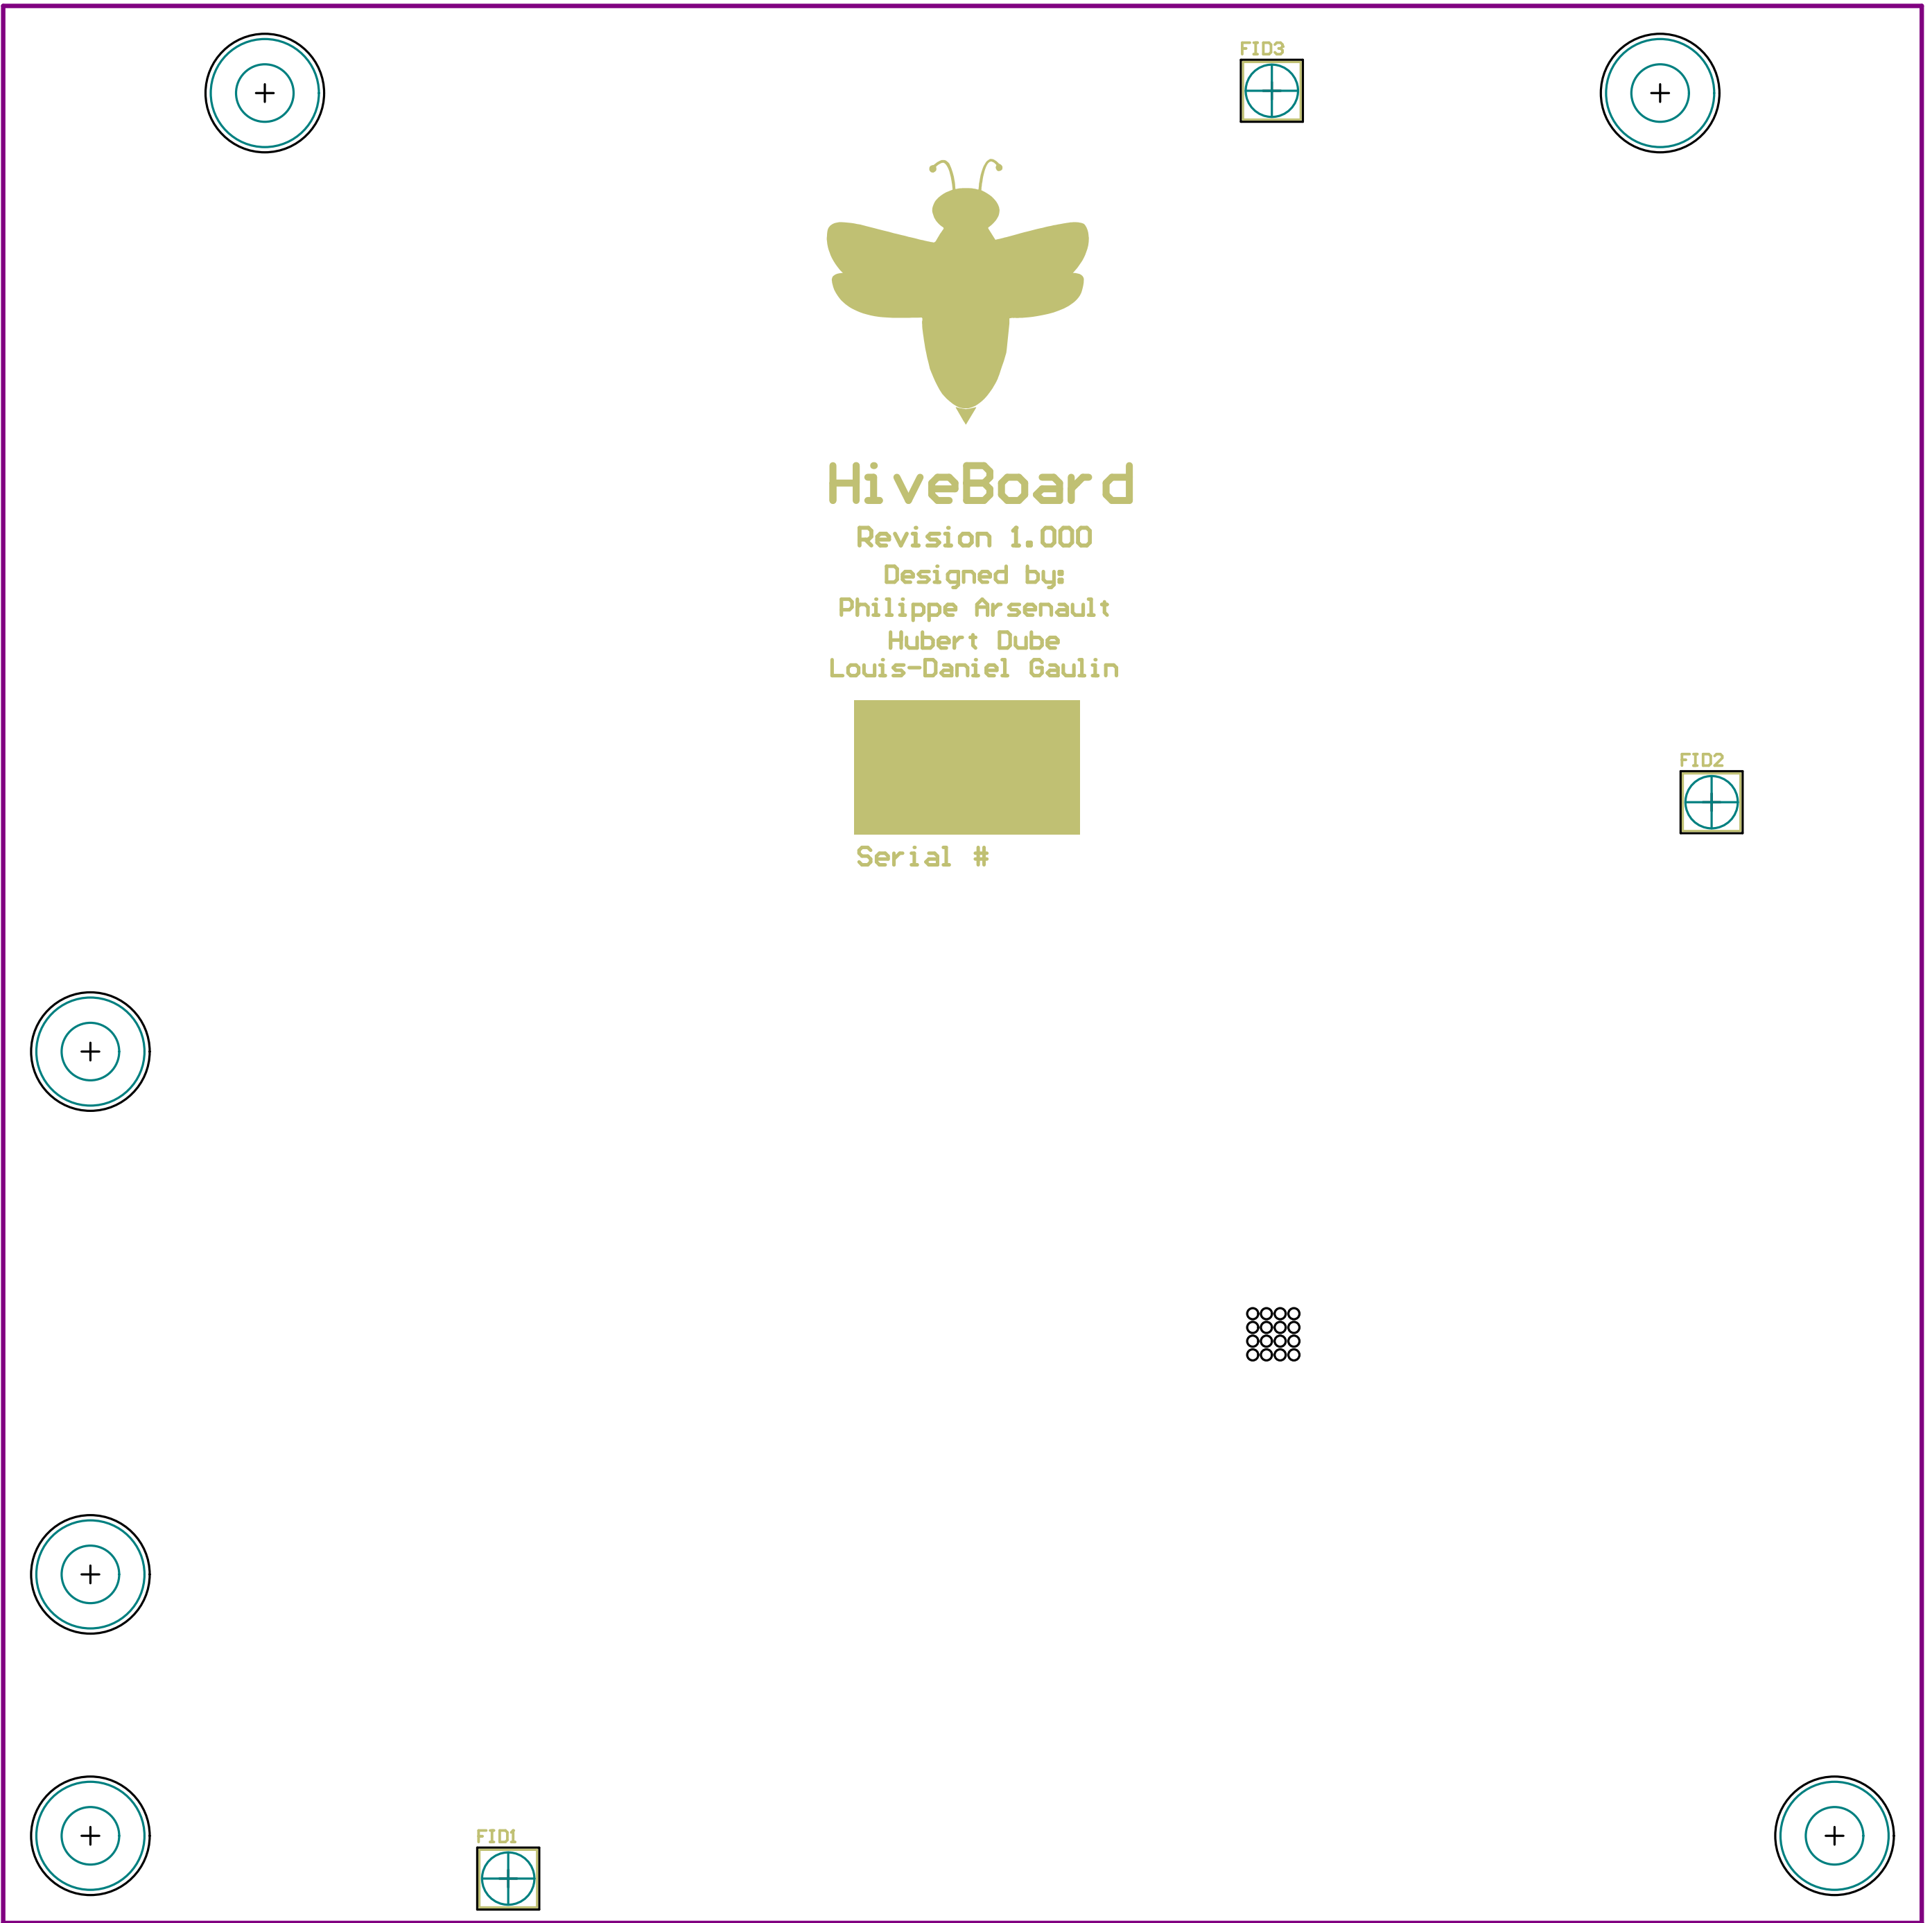 FID3
HiveBoard
Revision 1.000
Designed by:
Philippe Arsenault
Hubert Dube
Louis-Daniel Gaulin
FID2
Serial #
FID1